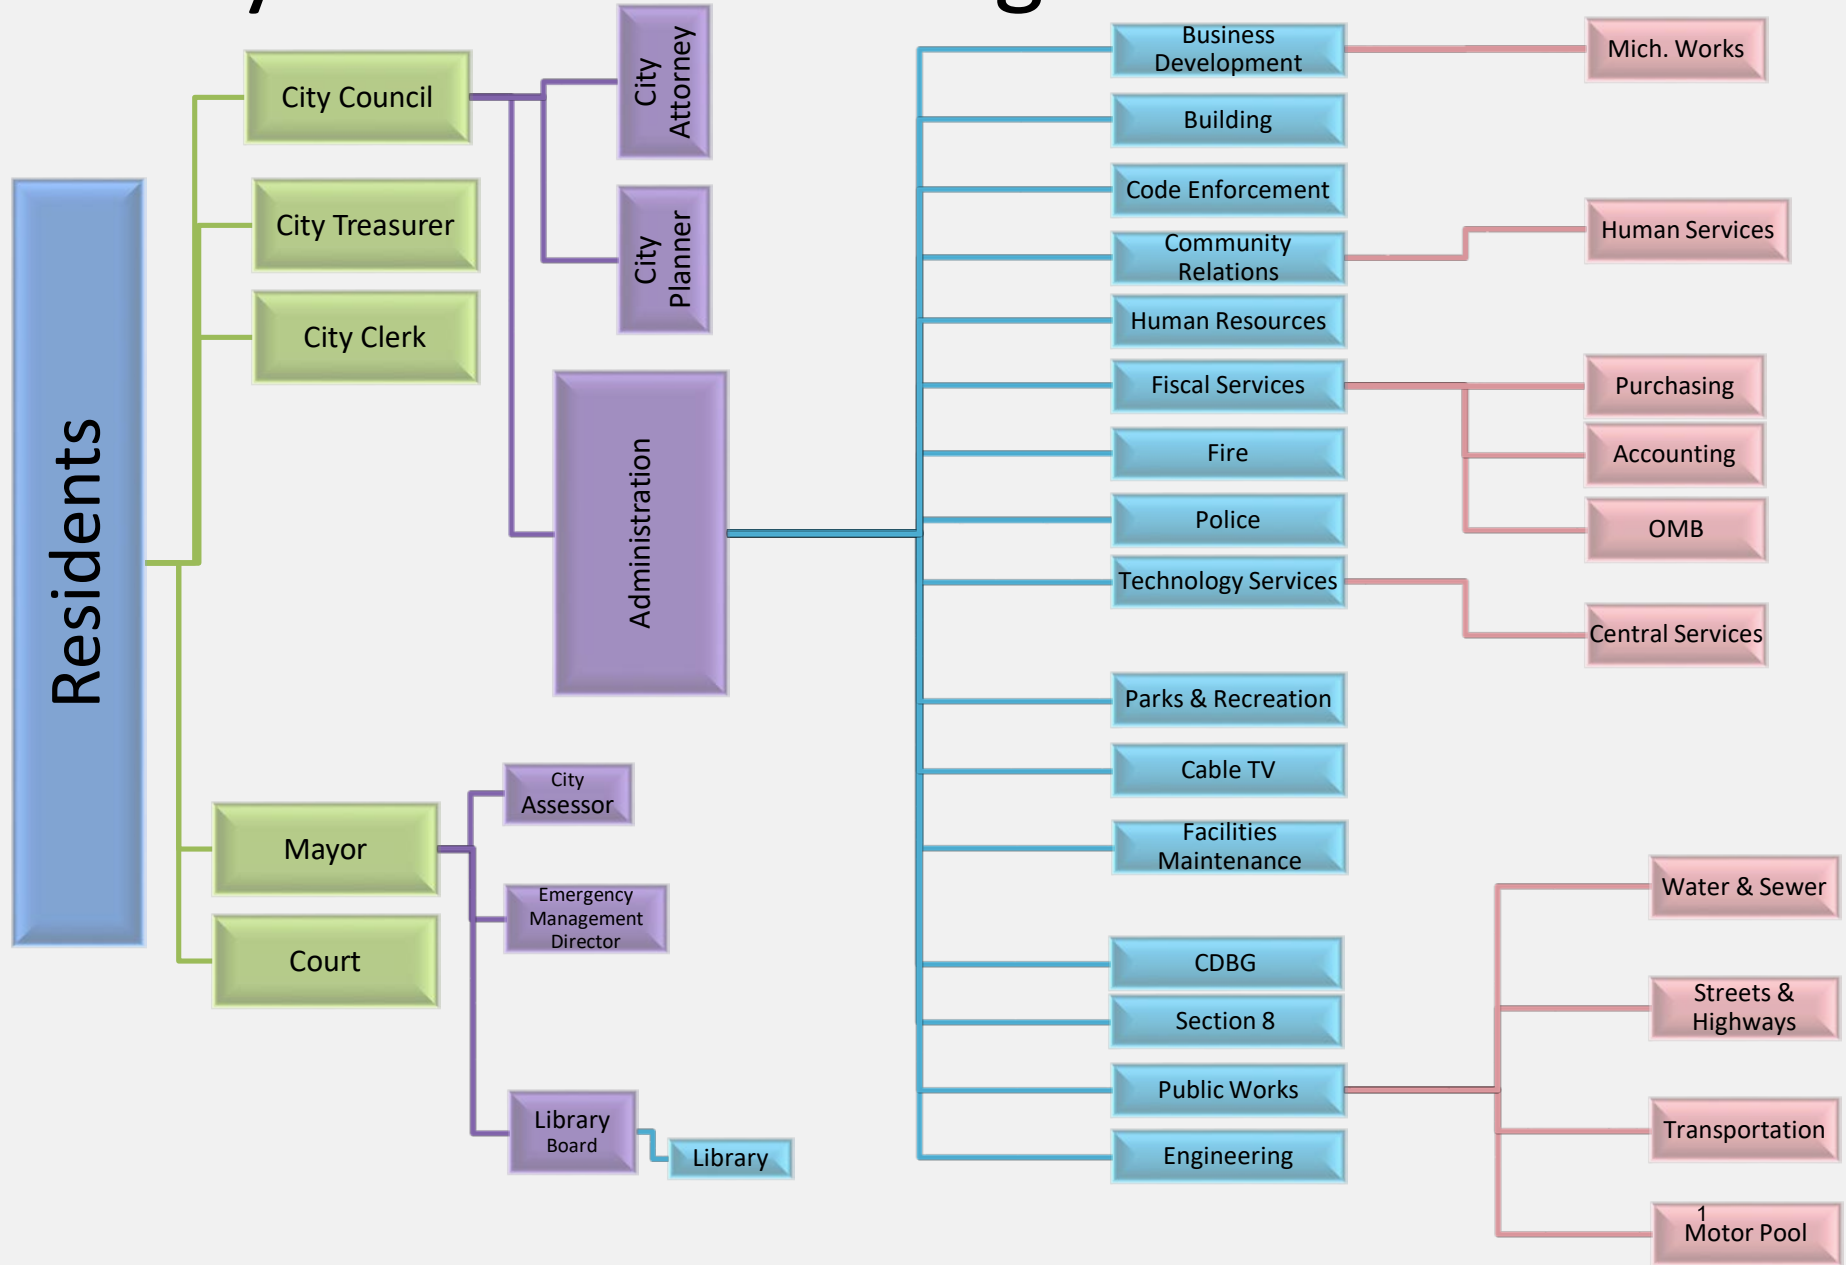 Residents
City Council
City Treasurer
City Clerk
Mayor
Court
City
Attorney
City
Planner
Administration
City
Assessor
Emergency
Management
Director
Library
Board
Library
Business
Development
Building
Code Enforcement
Community
Relations
Human Resources
Fiscal Services
Fire
Police
Technology Services
Parks & Recreation
Cable TV
Facilities
Maintenance
CDBG
Section 8
Public Works
Engineering
Mich. Works
Human Services
Purchasing
Accounting
OMB
Central Services
Water & Sewer
Streets &
Highways
Transportation
1
Motor Pool